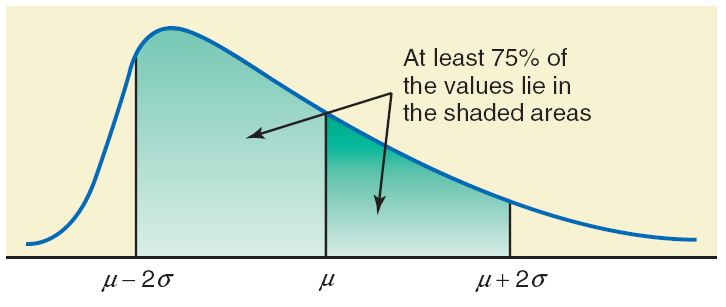 At least 75% of
the values lie in
the shaded areas
μ − 2σ
μ
μ + 2σ